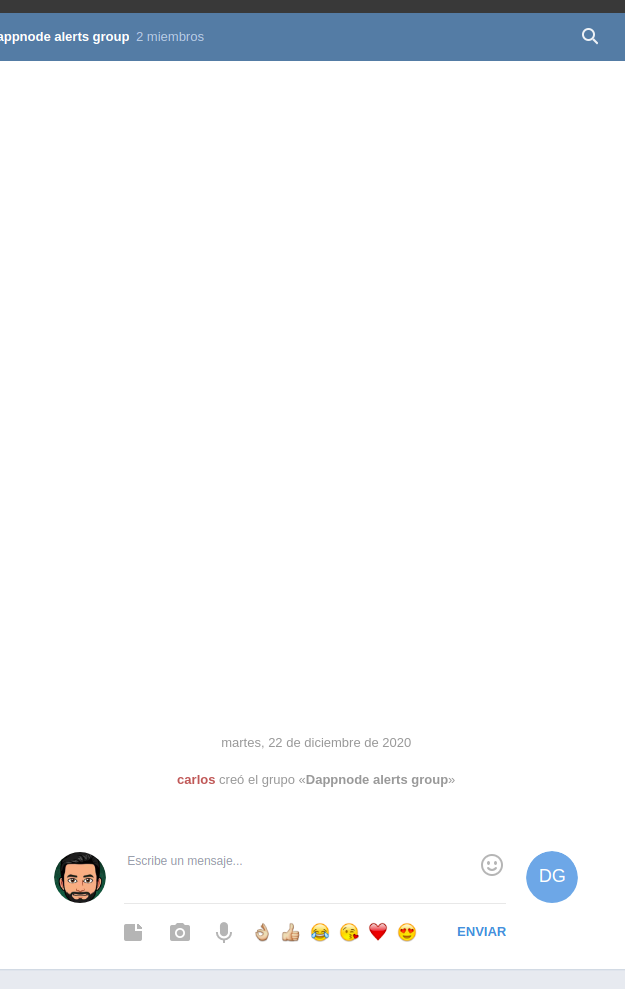 appnode alerts group 2 miembros
martes, 22 de diciembre de 2020
carlos creó el grupo «Dappnode alerts group»
Escribe un mensaje...
DG
ENVIAR